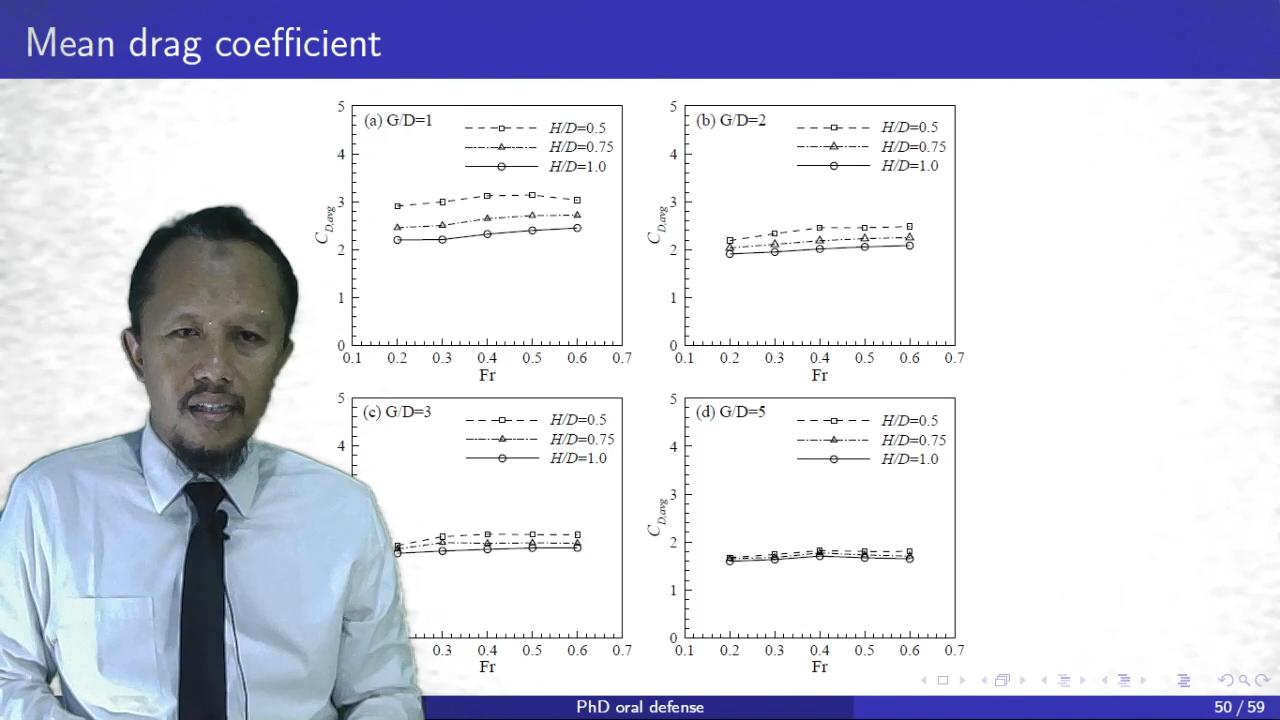 Mean drag coefficient
(a) G/D=1
H/D=0.5
H/D=0.75
H/D=1.0
C_D,avg
5
4
3
2
1
0
0.1 0.2 0.3 0.4 0.5 0.6 0.7
Fr
(b) G/D=2
H/D=0.5
H/D=0.75
H/D=1.0
C_D,avg
5
4
3
2
1
0
0.1 0.2 0.3 0.4 0.5 0.6 0.7
Fr
(c) G/D=3
H/D=0.5
H/D=0.75
H/D=1.0
5
4
0.3 0.4 0.5 0.6 0.7
Fr
(d) G/D=5
H/D=0.5
H/D=0.75
H/D=1.0
C_D,avg
5
4
3
2
1
0
0.1 0.2 0.3 0.4 0.5 0.6 0.7
Fr
PhD oral defense
50 / 59